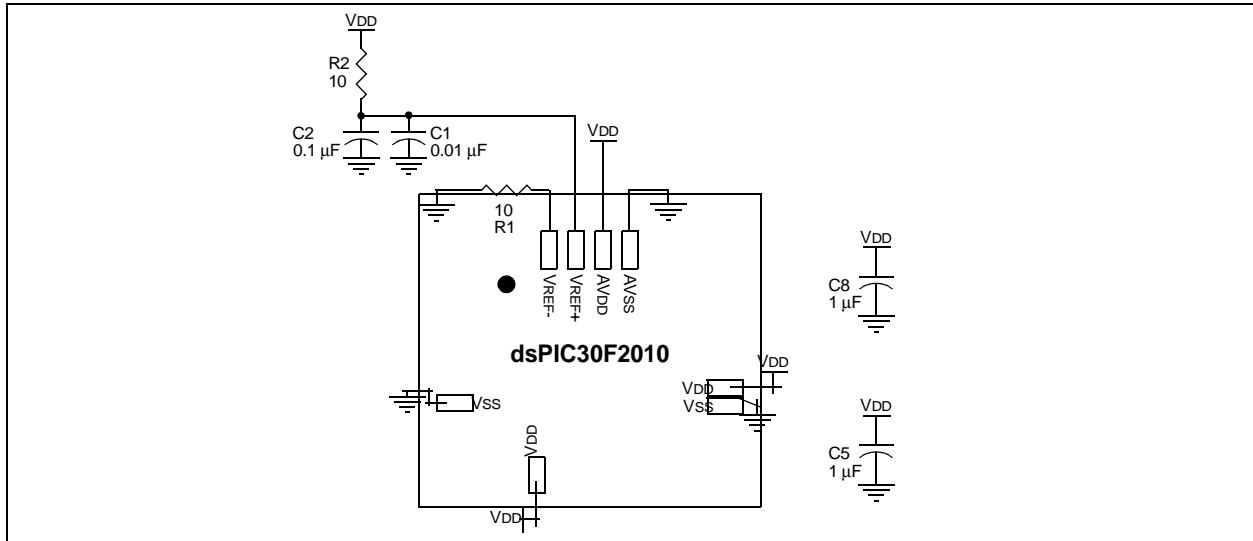 VDD
R2
10
C2
0.1 μF
C1
0.01 μF
VDD
10
R1
VREF-
VREF+
AVDD
AVSS
VDD
C8
1 μF
dsPIC30F2010
VDD
VDD
VSS
VSS
VDD
C5
1 μF
VDD
VDD